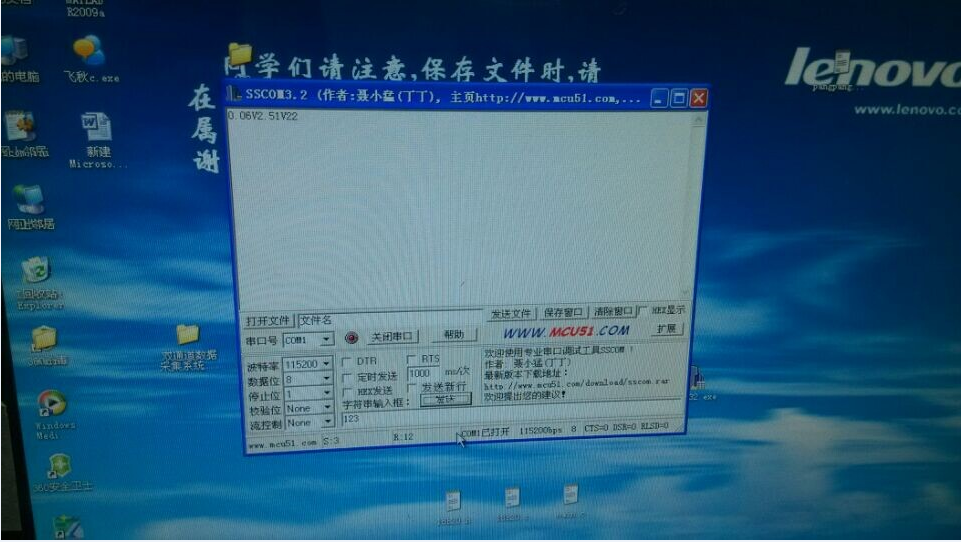 R2009a
的电脑
飞秋c.exe
同学们请注意,保存文件时,请
在
属
谢
lenovo
www.lenovo.co
新建
Microso...
SSCOM3.2 (作者:聂小猛(丁丁), 主页http://www.mcu51.com,...
0.06V2.51V22
打开文件 文件名 发送文件 保存窗口 清除窗口 HEX显示
串口号 COM1 关闭串口 帮助 WWW.MCU51.COM 扩展
波特率 115200 DTR RTS
数据位 8 定时发送 1000 ms/次
停止位 1 HEX发送 发送新行
校验位 None 字符串输入框: 发送
流控制 None 123
欢迎使用专业串口调试工具SSCOM !
作者: 聂小猛(丁丁)
最新版本下载地址:
http://www.mcu51.com/download/sscom.rar
欢迎提出您的建议!
www.mcu51.com S:3 R:12 COM1已打开 115200bps 8 CTS=0 DSR=0 RLSD=0
网上邻居
Explorer
双通道数据
采集系统...
Windows
Medi
360安全卫士
32.exe